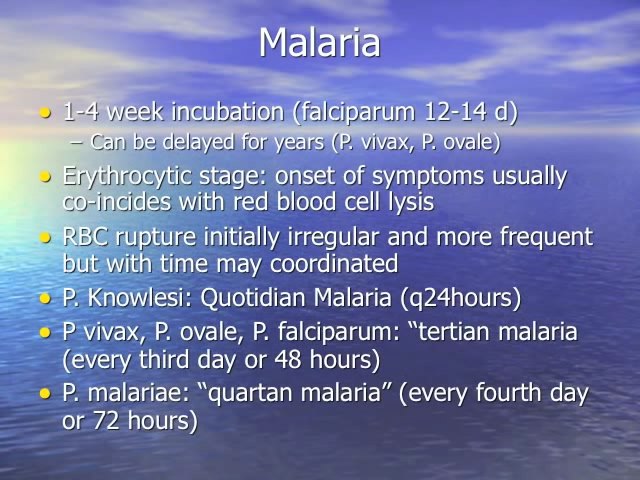 Malaria
• 1-4 week incubation (falciparum 12-14 d)
– Can be delayed for years (P. vivax, P. ovale)
• Erythrocytic stage: onset of symptoms usually
co-incides with red blood cell lysis
• RBC rupture initially irregular and more frequent
but with time may coordinated
• P. Knowlesi: Quotidian Malaria (q24hours)
• P vivax, P. ovale, P. falciparum: “tertian malaria
(every third day or 48 hours)
• P. malariae: “quartan malaria” (every fourth day
or 72 hours)